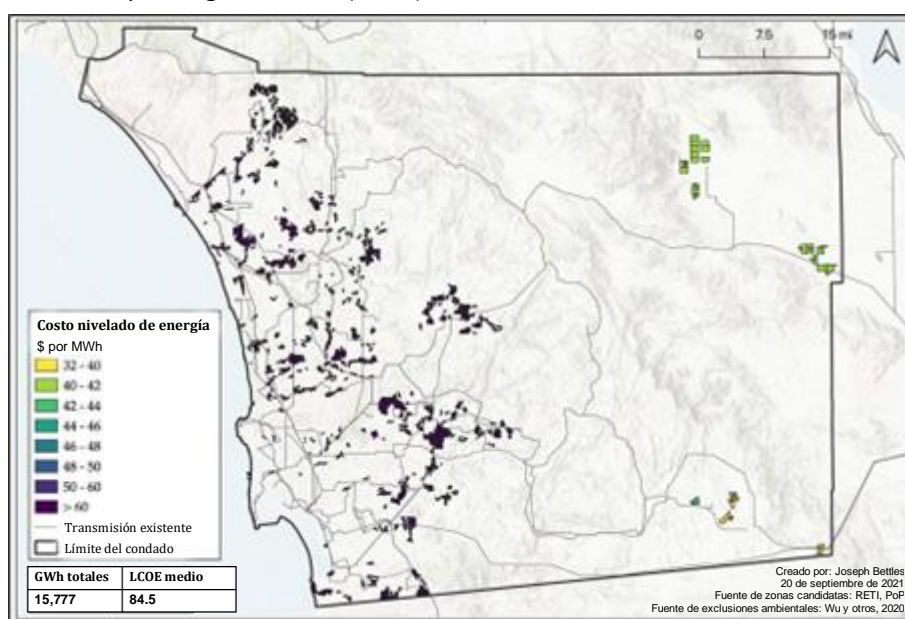 0 7.5 15 mi
Costo nivelado de energía
$ por MWh
32 - 40
40 - 42
42 - 44
44 - 46
46 - 48
48 - 50
50 - 60
> 60
Transmisión existente
Límite del condado
GWh totales LCOE medio
15,777 84.5
Creado por: Joseph Bettles
20 de septiembre de 2021
Fuente de zonas candidatas: RETI, PoP
Fuente de exclusiones ambientales: Wu y otros, 2020